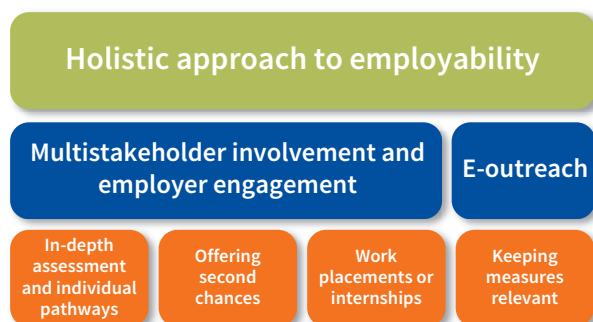 Holistic approach to employability
Multistakeholder involvement and
employer engagement
E-outreach
In-depth
assessment
and individual
pathways
Offering
second
chances
Work
placements or
internships
Keeping
measures
relevant